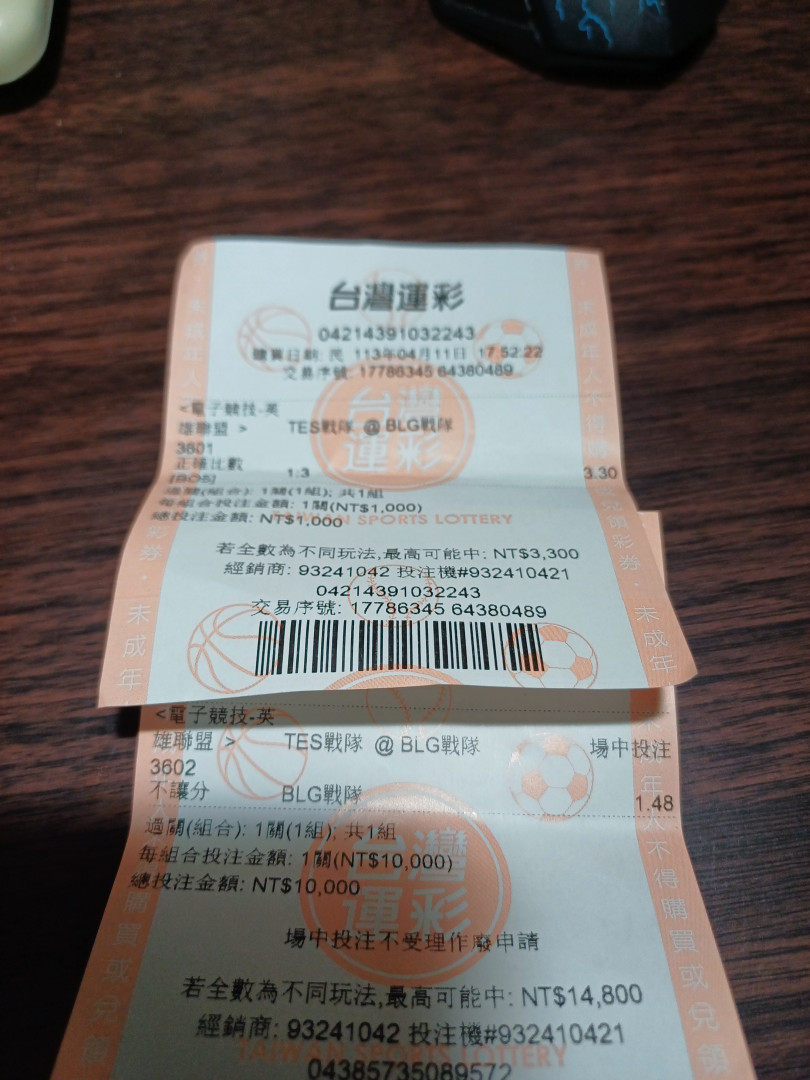 台灣運彩
04214391032243
購買日期: 民 113年04月11日 17:52:22
交易序號: 17786345 64380489
<電子競技-英
雄聯盟 > TES戰隊 @ BLG戰隊
3601
正確比數
[BO5] 1:3 3.30
過關(組合): 1關(1組); 共1組
每組合投注金額: 1關(NT$1,000)
總投注金額: NT$1,000
TAIWAN SPORTS LOTTERY
若全數為不同玩法,最高可能中: NT$3,300
經銷商: 93241042 投注機#932410421
04214391032243
交易序號: 17786345 64380489
<電子競技-英
雄聯盟 > TES戰隊 @ BLG戰隊 場中投注
3602
不讓分 BLG戰隊 1.48
過關(組合): 1關(1組); 共1組
每組合投注金額: 1關(NT$10,000)
總投注金額: NT$10,000
台灣運彩
場中投注不受理作廢申請
若全數為不同玩法,最高可能中: NT$14,800
經銷商: 93241042 投注機#932410421
TAIWAN SPORTS LOTTERY
04385735089572